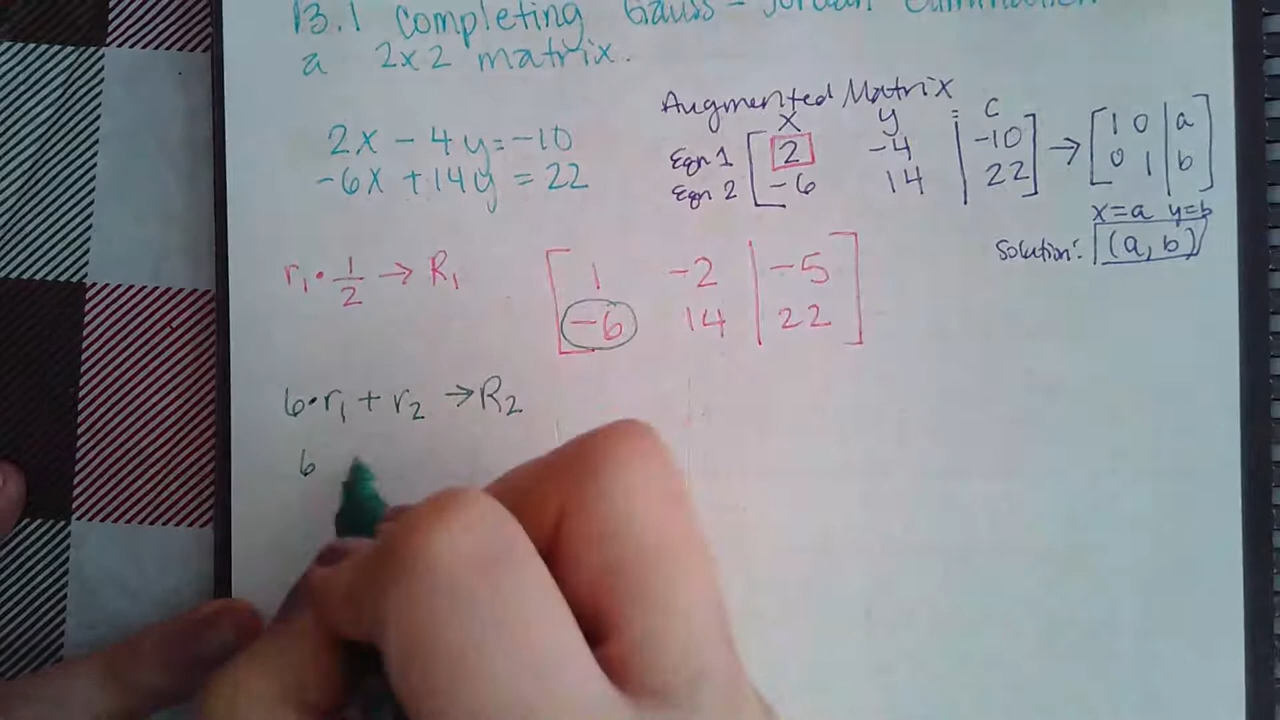 13.1 Completing Gauss - Jordan Elimination
a 2x2 matrix.
2x - 4y = -10
-6x + 14y = 22
Augmented Matrix
x y = C
Eqn 1 [ 2 -4 | -10 ] → [ 1 0 | a ]
Eqn 2 [ -6 14 | 22 ] [ 0 1 | b ]
x=a y=b
Solution: (a, b)
r₁ • 1/2 → R₁ [ 1 -2 | -5 ]
[ -6 14 | 22 ]
6•r₁ + r₂ → R₂
6